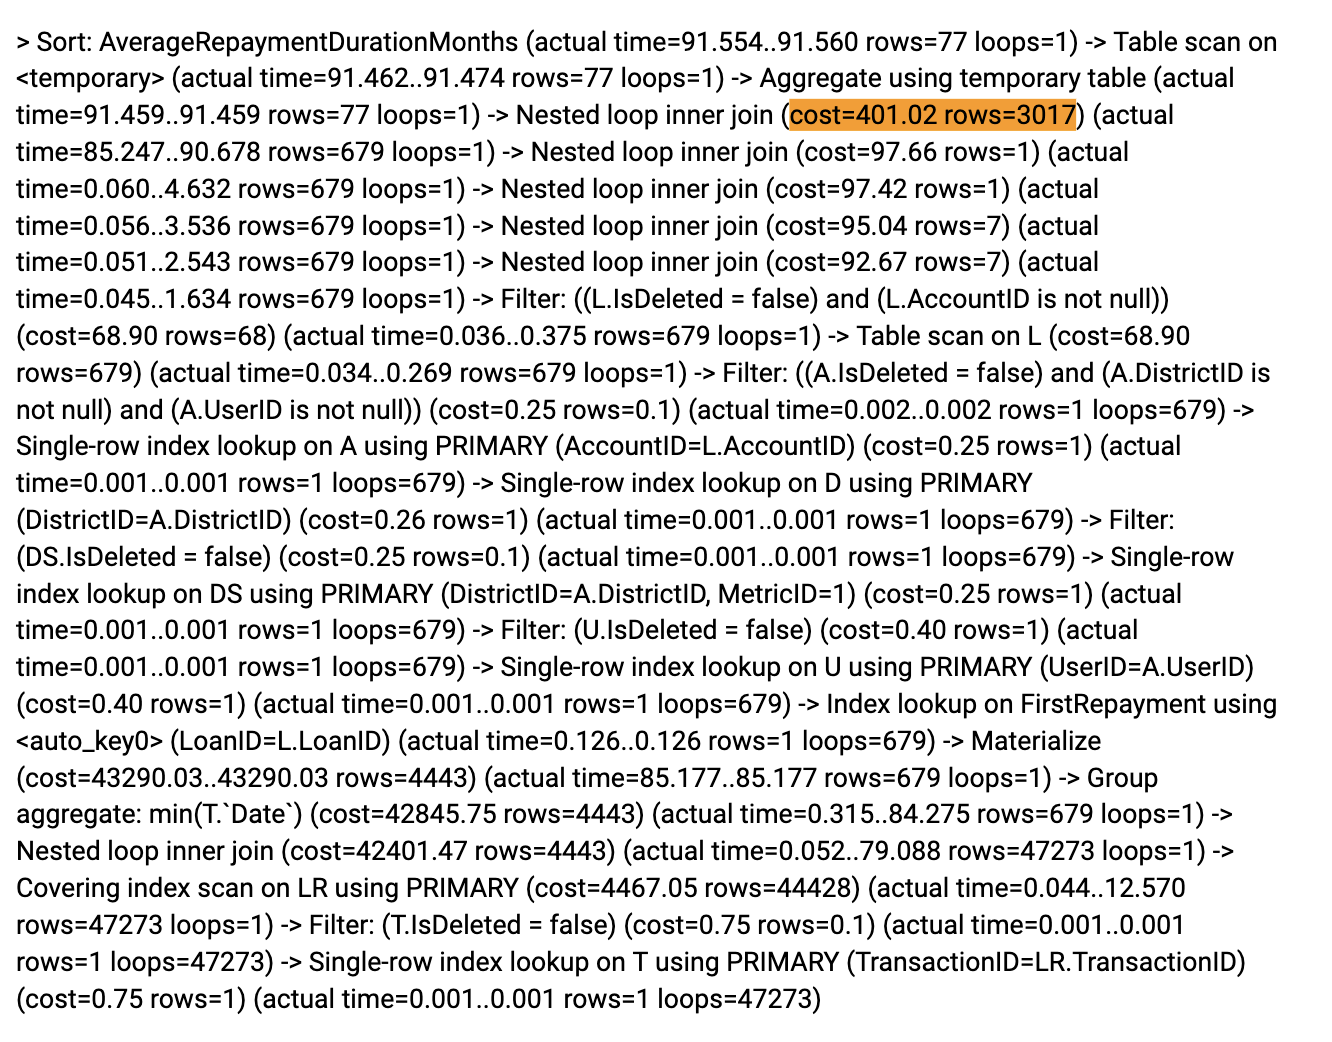 > Sort: AverageRepaymentDurationMonths (actual time=91.554..91.560 rows=77 loops=1) -> Table scan on
<temporary> (actual time=91.462..91.474 rows=77 loops=1) -> Aggregate using temporary table (actual
time=91.459..91.459 rows=77 loops=1) -> Nested loop inner join (cost=401.02 rows=3017) (actual
time=85.247..90.678 rows=679 loops=1) -> Nested loop inner join (cost=97.66 rows=1) (actual
time=0.060..4.632 rows=679 loops=1) -> Nested loop inner join (cost=97.42 rows=1) (actual
time=0.056..3.536 rows=679 loops=1) -> Nested loop inner join (cost=95.04 rows=7) (actual
time=0.051..2.543 rows=679 loops=1) -> Nested loop inner join (cost=92.67 rows=7) (actual
time=0.045..1.634 rows=679 loops=1) -> Filter: ((L.IsDeleted = false) and (L.AccountID is not null))
(cost=68.90 rows=68) (actual time=0.036..0.375 rows=679 loops=1) -> Table scan on L (cost=68.90
rows=679) (actual time=0.034..0.269 rows=679 loops=1) -> Filter: ((A.IsDeleted = false) and (A.DistrictID is
not null) and (A.UserID is not null)) (cost=0.25 rows=0.1) (actual time=0.002..0.002 rows=1 loops=679) ->
Single-row index lookup on A using PRIMARY (AccountID=L.AccountID) (cost=0.25 rows=1) (actual
time=0.001..0.001 rows=1 loops=679) -> Single-row index lookup on D using PRIMARY
(DistrictID=A.DistrictID) (cost=0.26 rows=1) (actual time=0.001..0.001 rows=1 loops=679) -> Filter:
(DS.IsDeleted = false) (cost=0.25 rows=0.1) (actual time=0.001..0.001 rows=1 loops=679) -> Single-row
index lookup on DS using PRIMARY (DistrictID=A.DistrictID, MetricID=1) (cost=0.25 rows=1) (actual
time=0.001..0.001 rows=1 loops=679) -> Filter: (U.IsDeleted = false) (cost=0.40 rows=1) (actual
time=0.001..0.001 rows=1 loops=679) -> Single-row index lookup on U using PRIMARY (UserID=A.UserID)
(cost=0.40 rows=1) (actual time=0.001..0.001 rows=1 loops=679) -> Index lookup on FirstRepayment using
<auto_key0> (LoanID=L.LoanID) (actual time=0.126..0.126 rows=1 loops=679) -> Materialize
(cost=43290.03..43290.03 rows=4443) (actual time=85.177..85.177 rows=679 loops=1) -> Group
aggregate: min(T.`Date`) (cost=42845.75 rows=4443) (actual time=0.315..84.275 rows=679 loops=1) ->
Nested loop inner join (cost=42401.47 rows=4443) (actual time=0.052..79.088 rows=47273 loops=1) ->
Covering index scan on LR using PRIMARY (cost=4467.05 rows=44428) (actual time=0.044..12.570
rows=47273 loops=1) -> Filter: (T.IsDeleted = false) (cost=0.75 rows=0.1) (actual time=0.001..0.001
rows=1 loops=47273) -> Single-row index lookup on T using PRIMARY (TransactionID=LR.TransactionID)
(cost=0.75 rows=1) (actual time=0.001..0.001 rows=1 loops=47273)